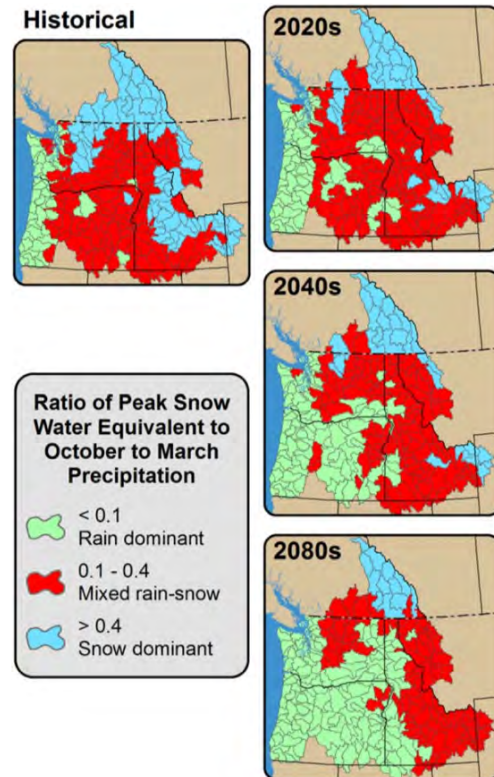 Historical
2020s
2040s
Ratio of Peak Snow
Water Equivalent to
October to March
Precipitation
< 0.1
Rain dominant
0.1 - 0.4
Mixed rain-snow
> 0.4
Snow dominant
2080s